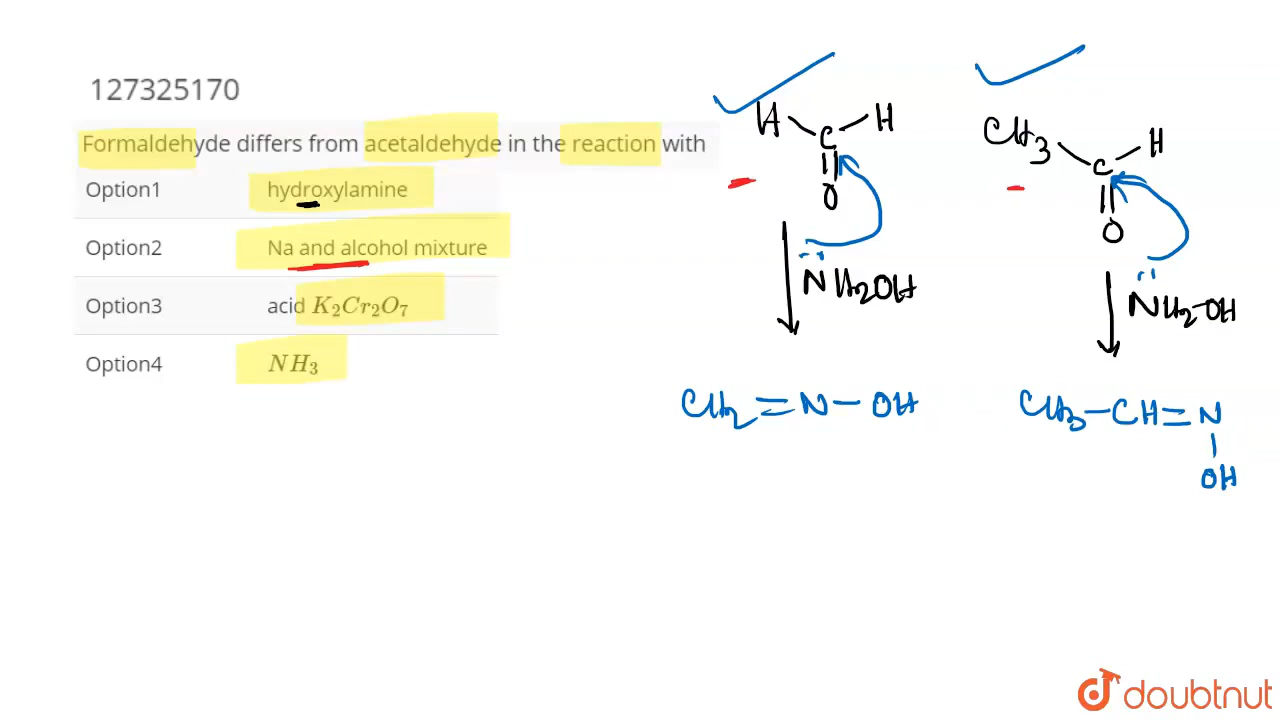 127325170
Formaldehyde differs from acetaldehyde in the reaction with
Option1 hydroxylamine
Option2 Na and alcohol mixture
Option3 acid K₂Cr₂O₇
Option4 NH₃
H C H
O
NH₂OH
CH₂=N-OH
CH₃ C H
O
NH₂-OH
CH₃-CH=N
OH
doubtnut